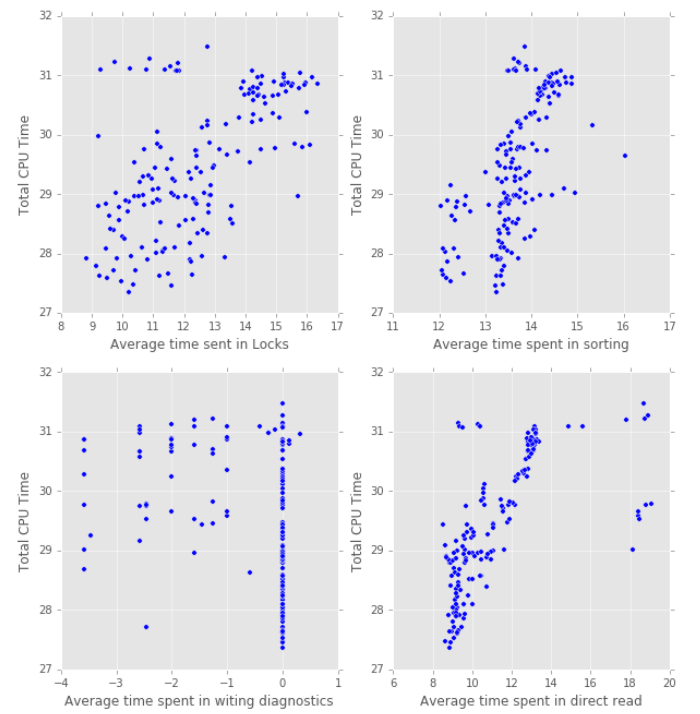 32
31
30
29
28
27
Total CPU Time
8 9 10 11 12 13 14 15 16 17
Average time sent in Locks
32
31
30
29
28
27
Total CPU Time
11 12 13 14 15 16 17
Average time spent in sorting
32
31
30
29
28
27
Total CPU Time
−4 −3 −2 −1 0 1
Average time spent in witing diagnostics
32
31
30
29
28
27
Total CPU Time
6 8 10 12 14 16 18 20
Average time spent in direct read